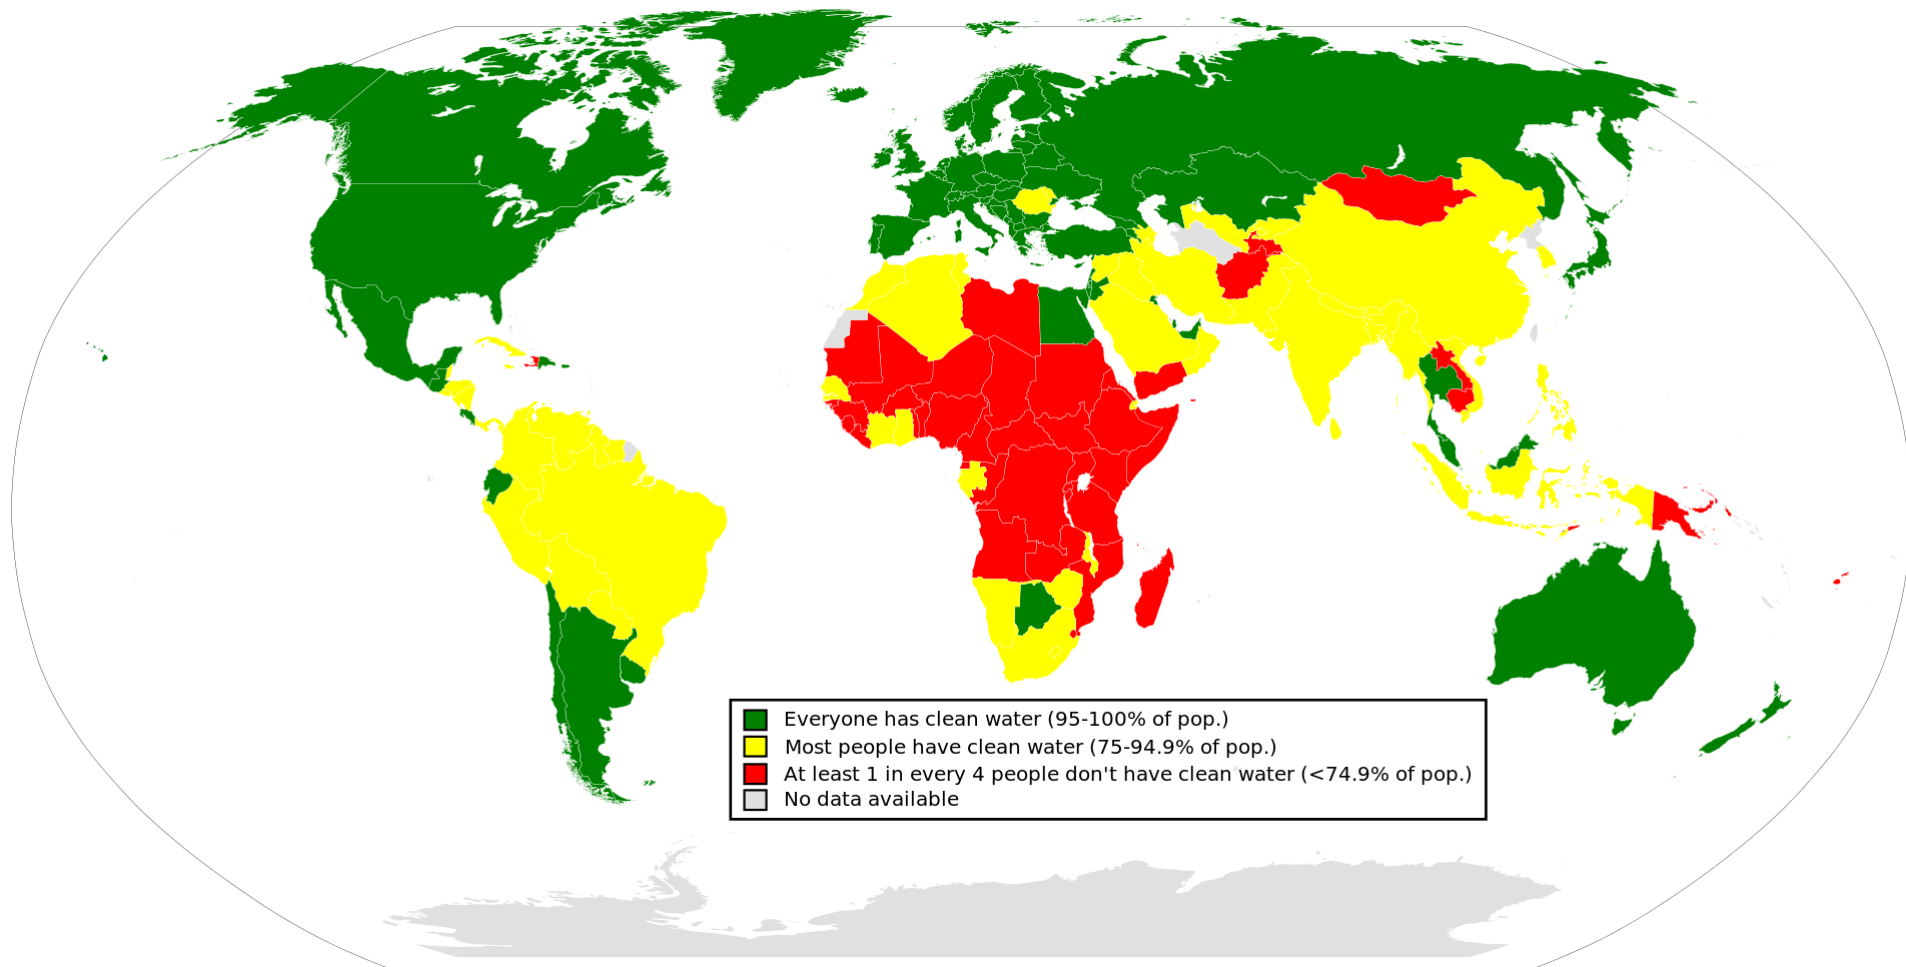 Everyone has clean water (95-100% of pop.)
Most people have clean water (75-94.9% of pop.)
At least 1 in every 4 people don't have clean water (<74.9% of pop.)
No data available